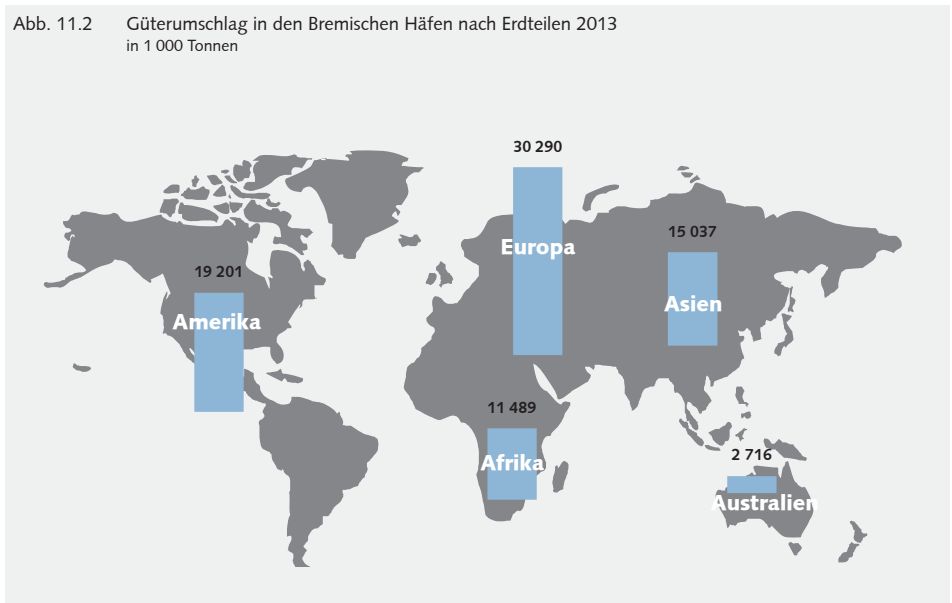 Abb. 11.2 Güterumschlag in den Bremischen Häfen nach Erdteilen 2013
in 1 000 Tonnen
30 290
Europa
15 037
Asien
19 201
Amerika
11 489
Afrika
2 716
Australien